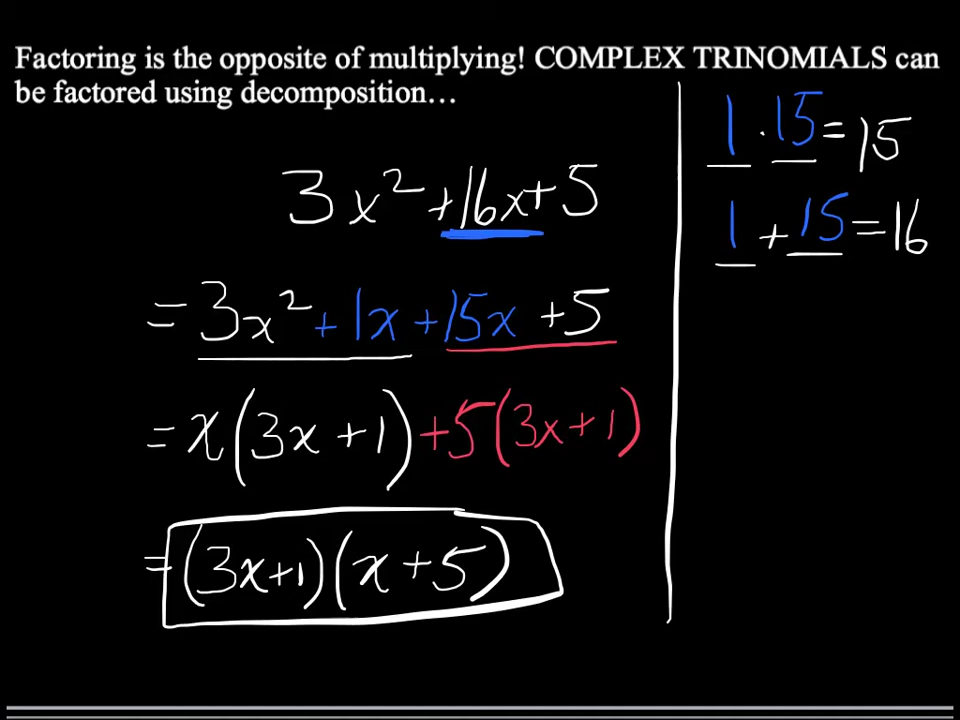 Factoring is the opposite of multiplying! COMPLEX TRINOMIALS can
be factored using decomposition…
3x² +16x+5
= 3x² + 1x +15x +5
= x(3x +1) +5(3x+1)
= (3x+1)(x+5)
1 · 15 = 15
1 + 15 = 16